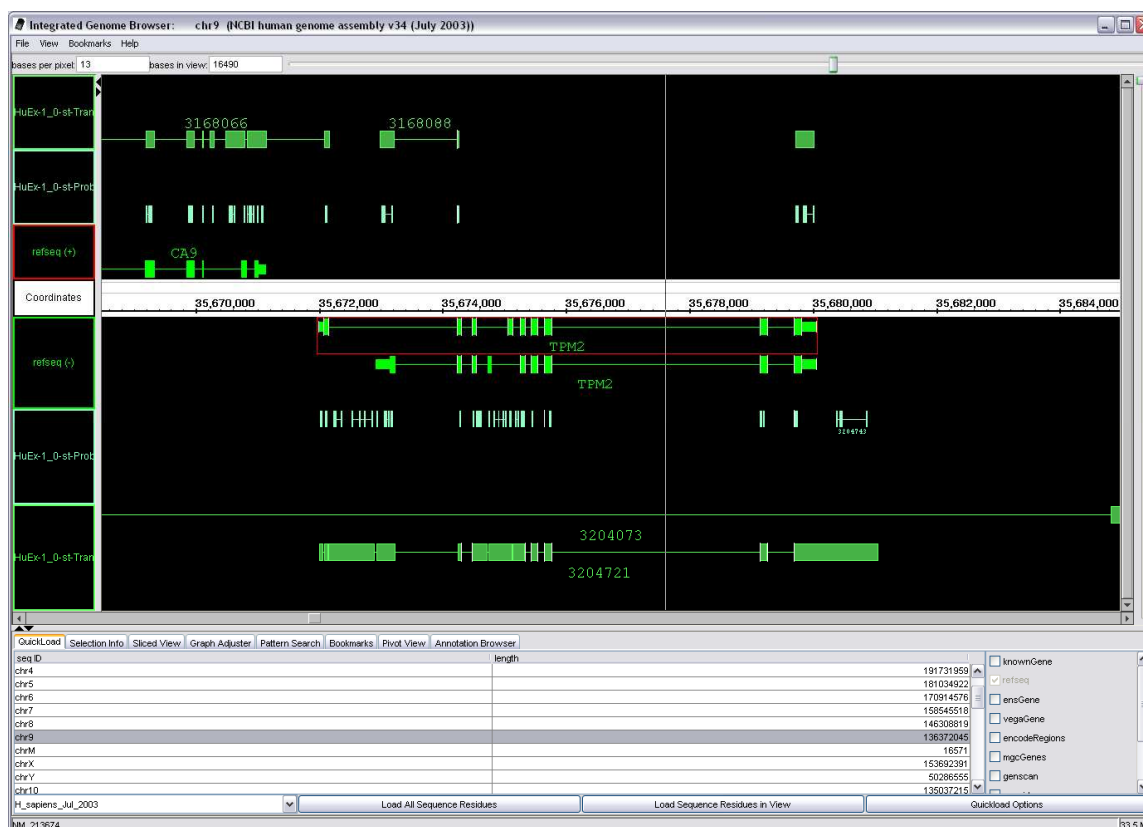 Integrated Genome Browser: chr9 (NCBI human genome assembly v34 (July 2003))
File View Bookmarks Help
bases per pixel: 13 bases in view: 16490
HuEx-1_0-st-Tran
3168066 3168088
HuEx-1_0-st-Prob
refseq (+)
CA9
Coordinates
35,670,000 35,672,000 35,674,000 35,676,000 35,678,000 35,680,000 35,682,000 35,684,000
TPM2
refseq (-)
TPM2
3204743
HuEx-1_0-st-Prob
3204073
HuEx-1_0-st-Tran
3204721
QuickLoad Selection Info Sliced View Graph Adjuster Pattern Search Bookmarks Pivot View Annotation Browser
seq ID length
chr4 191731959
chr5 181034922
chr6 170914576
chr7 158545518
chr8 146308819
chr9 136372045
chrM 16571
chrX 153692391
chrY 50286555
chr10 135037215
knownGene
refseq
ensGene
vegaGene
encodeRegions
mgcGenes
genscan
H_sapiens_Jul_2003 Load All Sequence Residues Load Sequence Residues in View Quickload Options
NM_213674 33.5